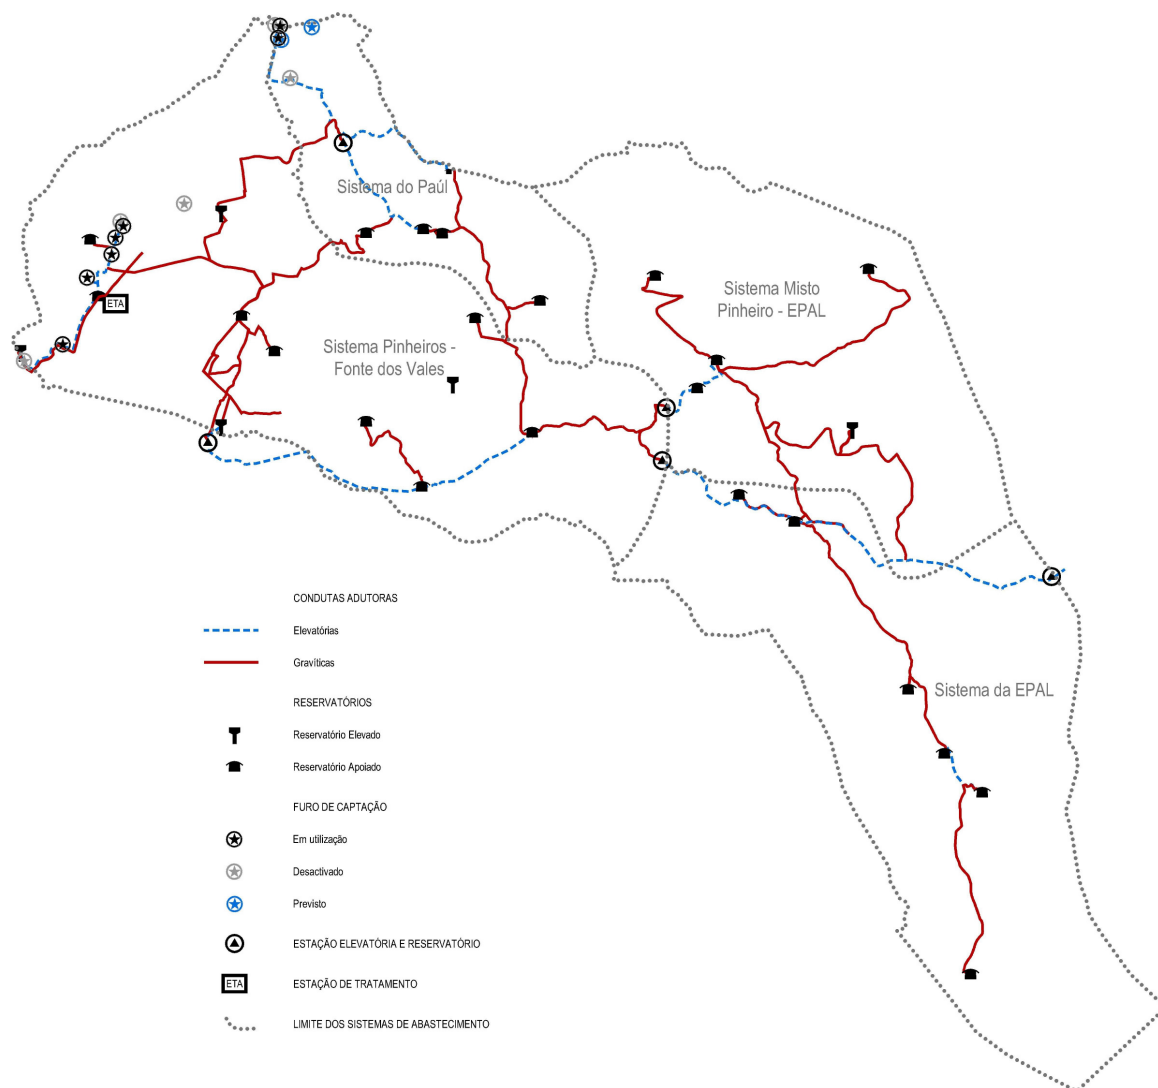 Sistema do Paúl
Sistema Misto
Pinheiro - EPAL
ETA
Sistema Pinheiros -
Fonte dos Vales
Sistema da EPAL
CONDUTAS ADUTORAS
Elevatórias
Gravíticas
RESERVATÓRIOS
Reservatório Elevado
Reservatório Apoiado
FURO DE CAPTAÇÃO
Em utilização
Desactivado
Previsto
ESTAÇÃO ELEVATÓRIA E RESERVATÓRIO
ETA
ESTAÇÃO DE TRATAMENTO
LIMITE DOS SISTEMAS DE ABASTECIMENTO